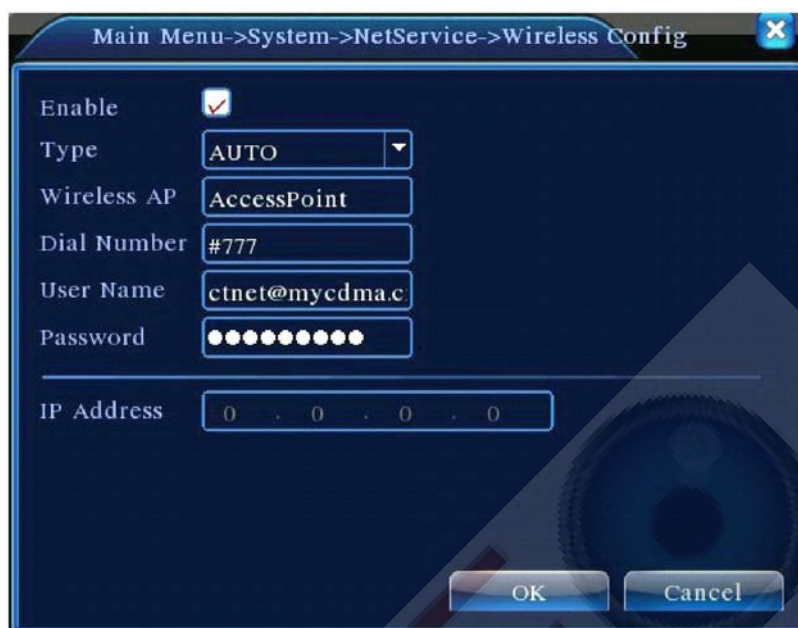 Main Menu->System->NetService->Wireless Config
Enable
Type AUTO
Wireless AP AccessPoint
Dial Number #777
User Name ctnet@mycdma.c
Password ●●●●●●●●●
IP Address 0 . 0 . 0 . 0
OK Cancel